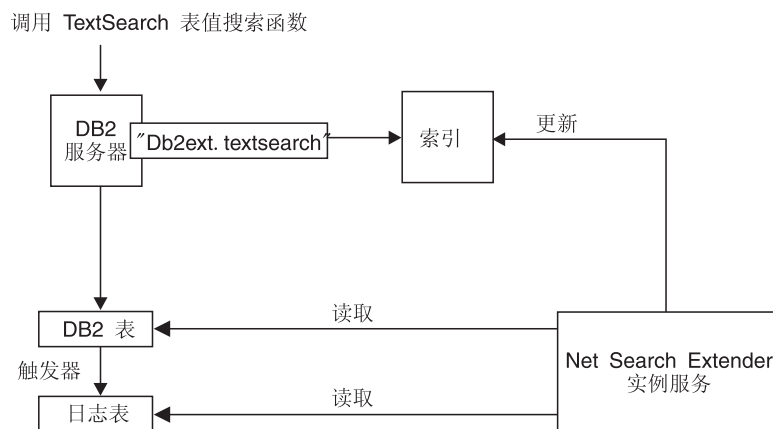 调用 TextSearch 表值搜索函数
DB2
服务器
"Db2ext.textsearch"
索引
更新
DB2 表
读取
触发器
Net Search Extender
实例服务
日志表
读取